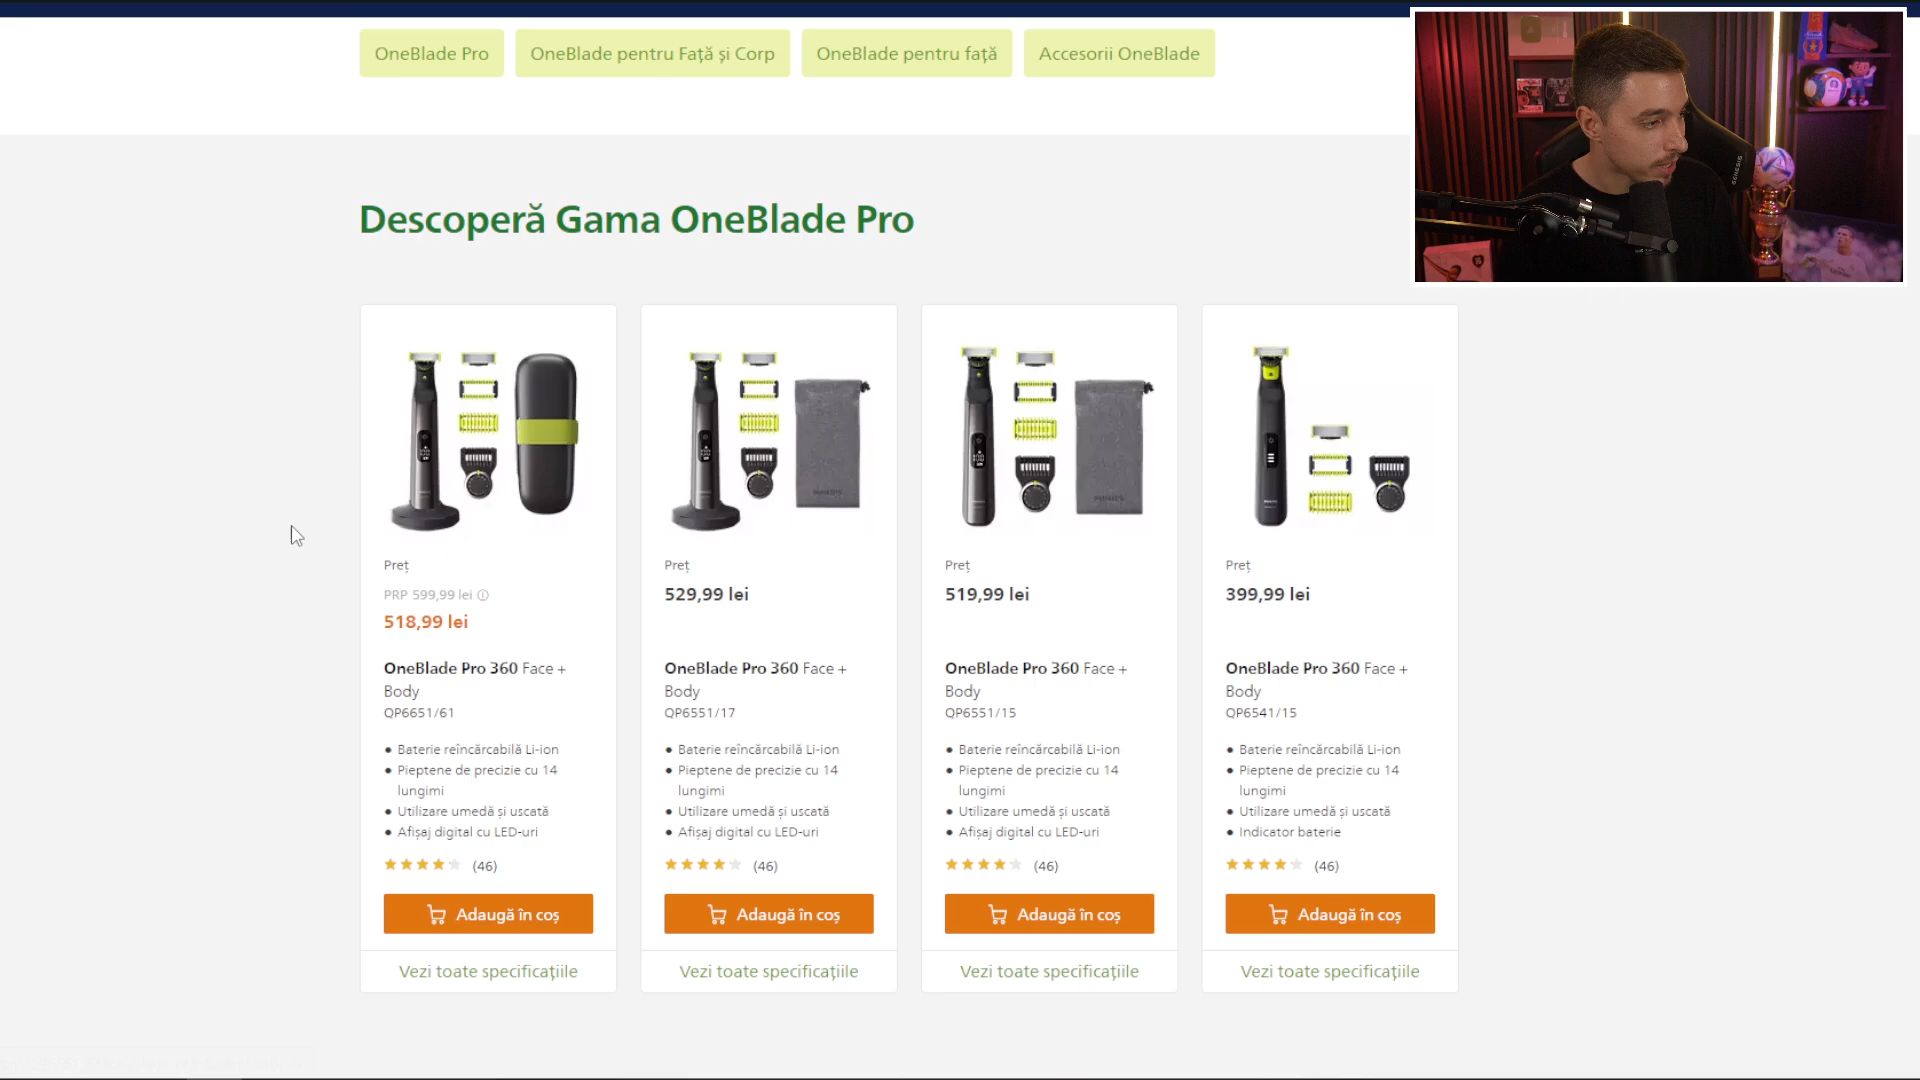 OneBlade Pro
OneBlade pentru Față și Corp
OneBlade pentru față
Accesorii OneBlade
Descoperă Gama OneBlade Pro
Preț
PRP 599,99 lei
518,99 lei
OneBlade Pro 360 Face +
Body
QP6651/61
Baterie reîncărcabilă Li-ion
Pieptene de precizie cu 14
lungimi
Utilizare umedă și uscată
Afișaj digital cu LED-uri
(46)
Adaugă în coș
Vezi toate specificațiile
Preț
529,99 lei
OneBlade Pro 360 Face +
Body
QP6551/17
Baterie reîncărcabilă Li-ion
Pieptene de precizie cu 14
lungimi
Utilizare umedă și uscată
Afișaj digital cu LED-uri
(46)
Adaugă în coș
Vezi toate specificațiile
Preț
519,99 lei
OneBlade Pro 360 Face +
Body
QP6551/15
Baterie reîncărcabilă Li-ion
Pieptene de precizie cu 14
lungimi
Utilizare umedă și uscată
Afișaj digital cu LED-uri
(46)
Adaugă în coș
Vezi toate specificațiile
Preț
399,99 lei
OneBlade Pro 360 Face +
Body
QP6541/15
Baterie reîncărcabilă Li-ion
Pieptene de precizie cu 14
lungimi
Utilizare umedă și uscată
Indicator baterie
(46)
Adaugă în coș
Vezi toate specificațiile
GENESIS